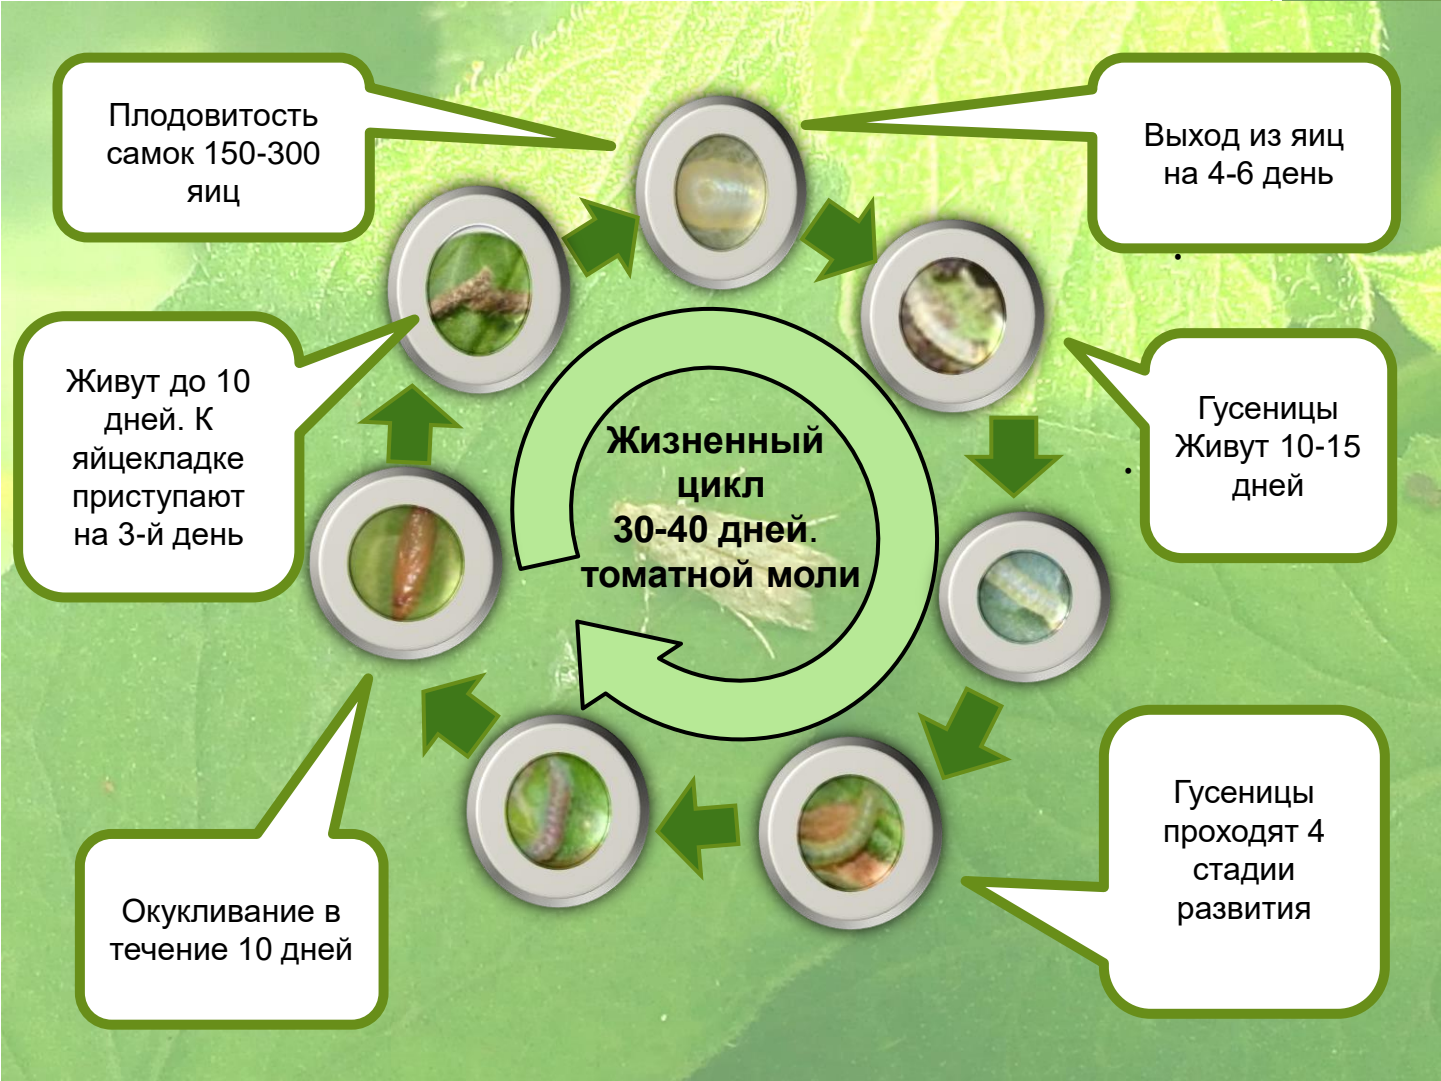 Плодовитость
самок 150-300
яиц
Выход из яиц
на 4-6 день
Живут до 10
дней. К
яйцекладке
приступают
на 3-й день
Гусеницы
Живут 10-15
дней
Жизненный
цикл
30-40 дней.
томатной моли
Гусеницы
проходят 4
стадии
развития
Окукливание в
течение 10 дней